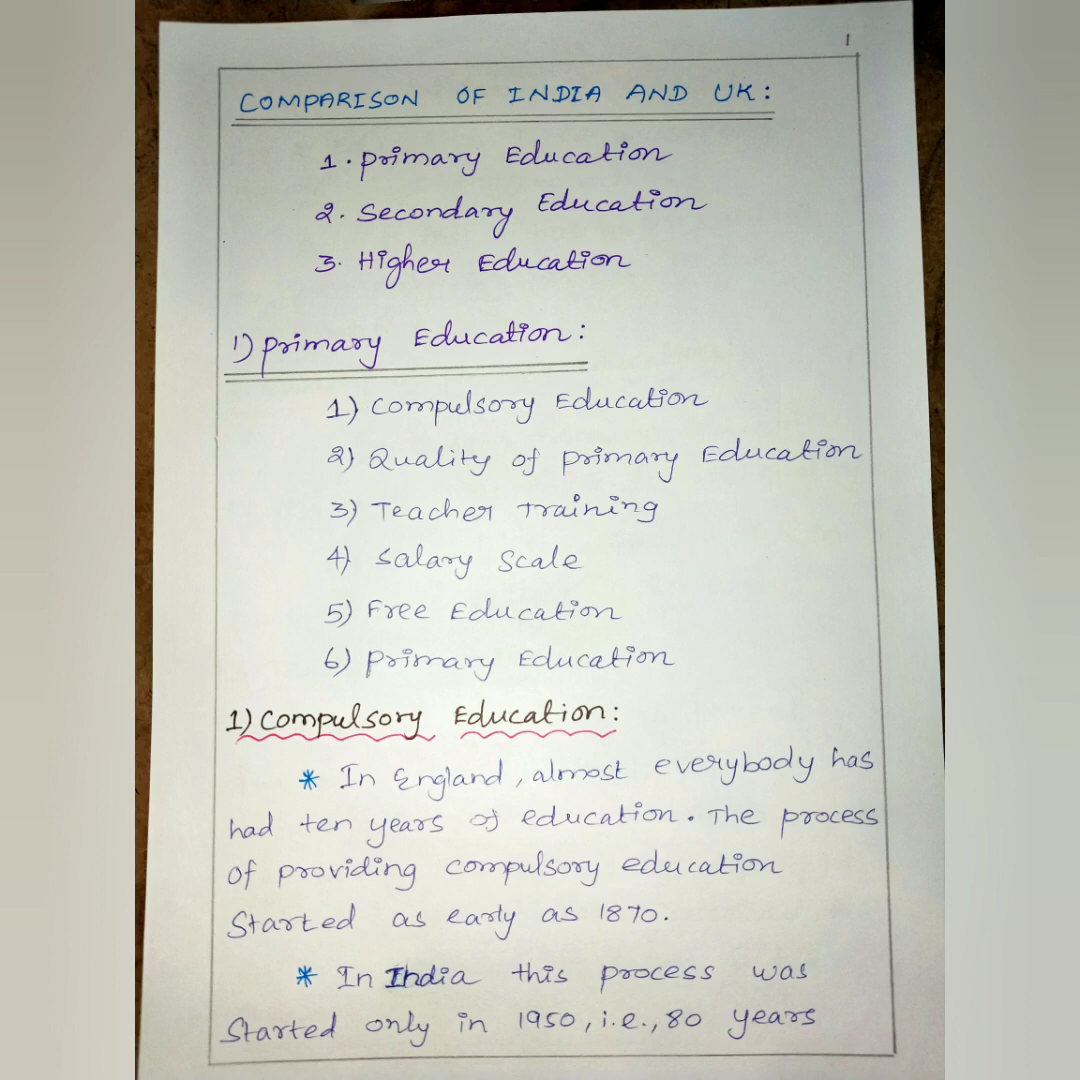 1
COMPARISON OF INDIA AND UK:
1. primary Education
2. Secondary Education
3. Higher Education
1) primary Education:
1) Compulsory Education
2) Quality of primary Education
3) Teacher Training
4) Salary Scale
5) Free Education
6) primary Education
1) Compulsory Education:
* In England, almost everybody has
had ten years of education. The process
of providing compulsory education
Started as early as 1870.
* In India this process was
Started only in 1950, i.e., 80 years